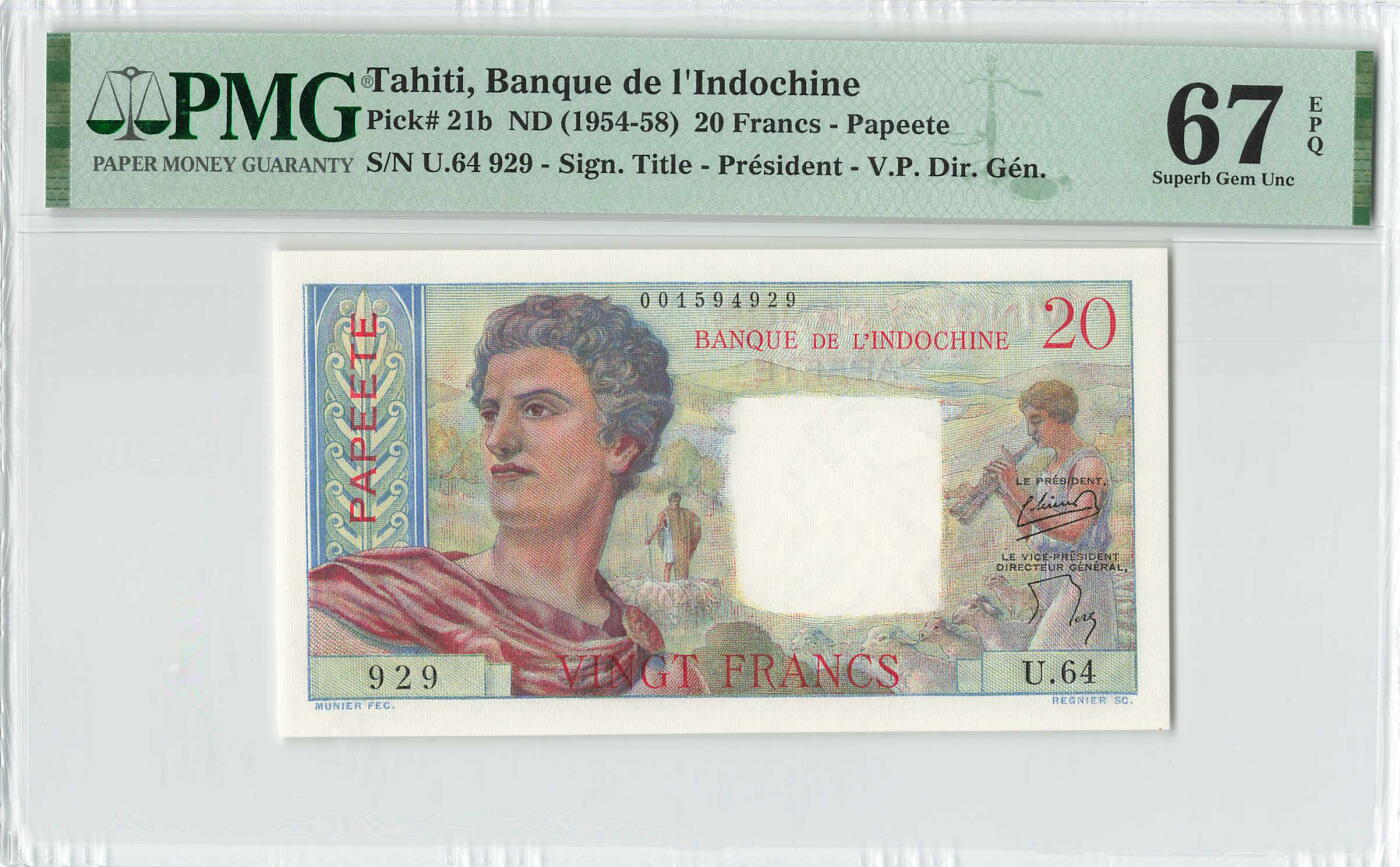 PMG®
PAPER MONEY GUARANTY
Tahiti, Banque de l'Indochine
Pick# 21b ND (1954-58) 20 Francs - Papeete
S/N U.64 929 - Sign. Title - Président - V.P. Dir. Gén.
67
EPQ
Superb Gem Unc
PAPEETE
001594929
BANQUE DE L'INDOCHINE
20
LE PRÉSIDENT,
LE VICE-PRÉSIDENT
DIRECTEUR GÉNÉRAL,
929
VINGT FRANCS
U.64
MUNIER FEC.
REGNIER SC.